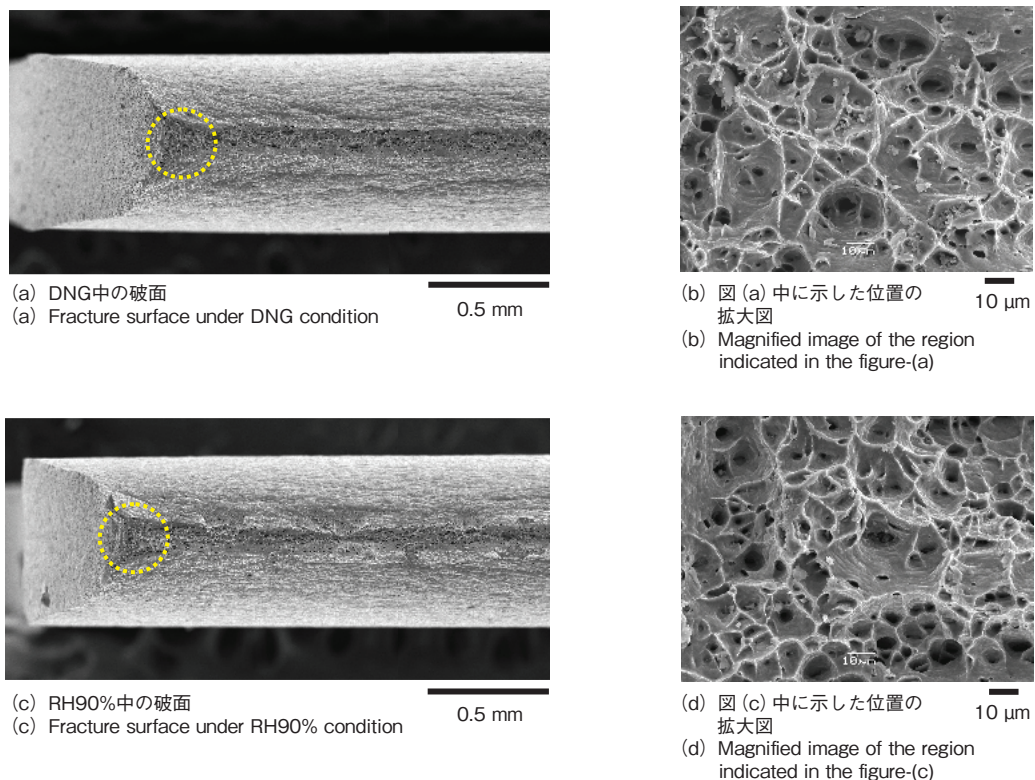 (a) DNG中の破面
(a) Fracture surface under DNG condition
0.5 mm
10μm
(b) 図(a)中に示した位置の
拡大図
(b) Magnified image of the region
indicated in the figure-(a)
10 μm
(c) RH90%中の破面
(c) Fracture surface under RH90% condition
0.5 mm
10μm
(d) 図(c)中に示した位置の
拡大図
(d) Magnified image of the region
indicated in the figure-(c)
10 μm